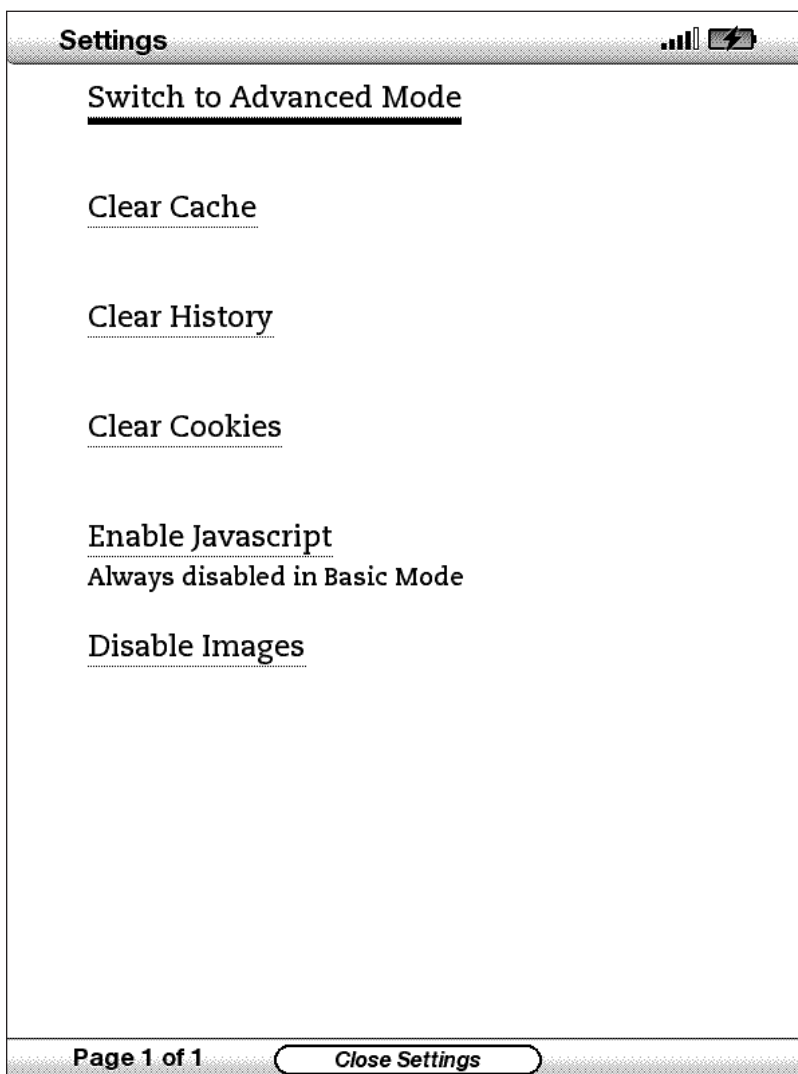 Settings
Switch to Advanced Mode
Clear Cache
Clear History
Clear Cookies
Enable Javascript
Always disabled in Basic Mode
Disable Images
Page 1 of 1
Close Settings